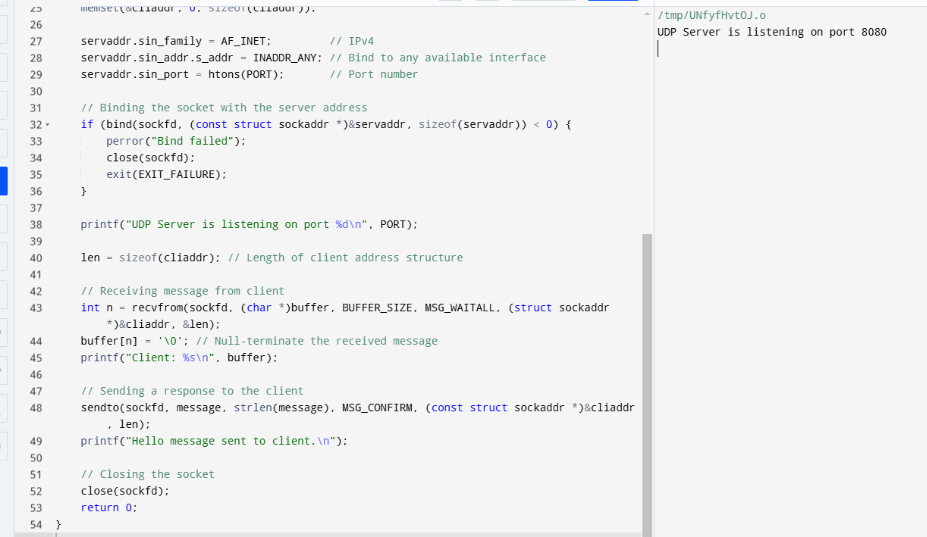 25 memset(&cliaddr, 0, sizeof(cliaddr));
26
27 servaddr.sin_family = AF_INET; // IPv4
28 servaddr.sin_addr.s_addr = INADDR_ANY; // Bind to any available interface
29 servaddr.sin_port = htons(PORT); // Port number
30
31 // Binding the socket with the server address
32 if (bind(sockfd, (const struct sockaddr *)&servaddr, sizeof(servaddr)) < 0) {
33 perror("Bind failed");
34 close(sockfd);
35 exit(EXIT_FAILURE);
36 }
37
38 printf("UDP Server is listening on port %d\n", PORT);
39
40 len = sizeof(cliaddr); // Length of client address structure
41
42 // Receiving message from client
43 int n = recvfrom(sockfd, (char *)buffer, BUFFER_SIZE, MSG_WAITALL, (struct sockaddr
*)&cliaddr, &len);
44 buffer[n] = '\0'; // Null-terminate the received message
45 printf("Client: %s\n", buffer);
46
47 // Sending a response to the client
48 sendto(sockfd, message, strlen(message), MSG_CONFIRM, (const struct sockaddr *)&cliaddr
, len);
49 printf("Hello message sent to client.\n");
50
51 // Closing the socket
52 close(sockfd);
53 return 0;
54 }
/tmp/UNfyfHvtOJ.o
UDP Server is listening on port 8080